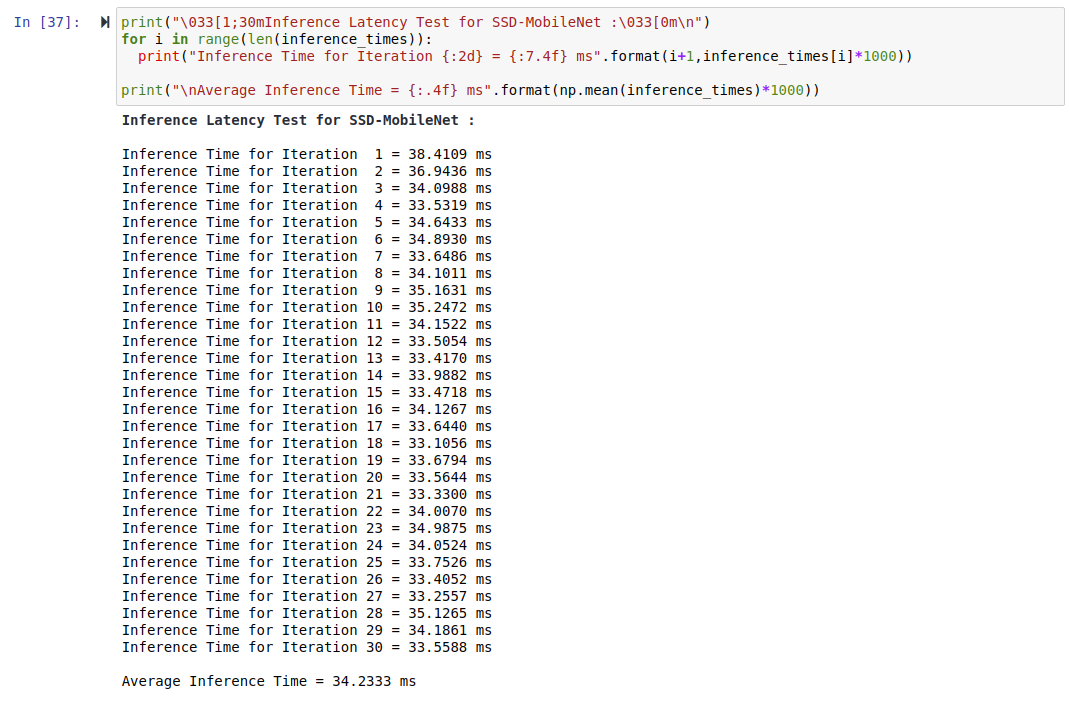 In [37]:
print("\033[1;30mInference Latency Test for SSD-MobileNet :\033[0m\n")
for i in range(len(inference_times)):
  print("Inference Time for Iteration {:2d} = {:7.4f} ms".format(i+1,inference_times[i]*1000))

print("\nAverage Inference Time = {:.4f} ms".format(np.mean(inference_times)*1000))
Inference Latency Test for SSD-MobileNet :

Inference Time for Iteration  1 = 38.4109 ms
Inference Time for Iteration  2 = 36.9436 ms
Inference Time for Iteration  3 = 34.0988 ms
Inference Time for Iteration  4 = 33.5319 ms
Inference Time for Iteration  5 = 34.6433 ms
Inference Time for Iteration  6 = 34.8930 ms
Inference Time for Iteration  7 = 33.6486 ms
Inference Time for Iteration  8 = 34.1011 ms
Inference Time for Iteration  9 = 35.1631 ms
Inference Time for Iteration 10 = 35.2472 ms
Inference Time for Iteration 11 = 34.1522 ms
Inference Time for Iteration 12 = 33.5054 ms
Inference Time for Iteration 13 = 33.4170 ms
Inference Time for Iteration 14 = 33.9882 ms
Inference Time for Iteration 15 = 33.4718 ms
Inference Time for Iteration 16 = 34.1267 ms
Inference Time for Iteration 17 = 33.6440 ms
Inference Time for Iteration 18 = 33.1056 ms
Inference Time for Iteration 19 = 33.6794 ms
Inference Time for Iteration 20 = 33.5644 ms
Inference Time for Iteration 21 = 33.3300 ms
Inference Time for Iteration 22 = 34.0070 ms
Inference Time for Iteration 23 = 34.9875 ms
Inference Time for Iteration 24 = 34.0524 ms
Inference Time for Iteration 25 = 33.7526 ms
Inference Time for Iteration 26 = 33.4052 ms
Inference Time for Iteration 27 = 33.2557 ms
Inference Time for Iteration 28 = 35.1265 ms
Inference Time for Iteration 29 = 34.1861 ms
Inference Time for Iteration 30 = 33.5588 ms

Average Inference Time = 34.2333 ms